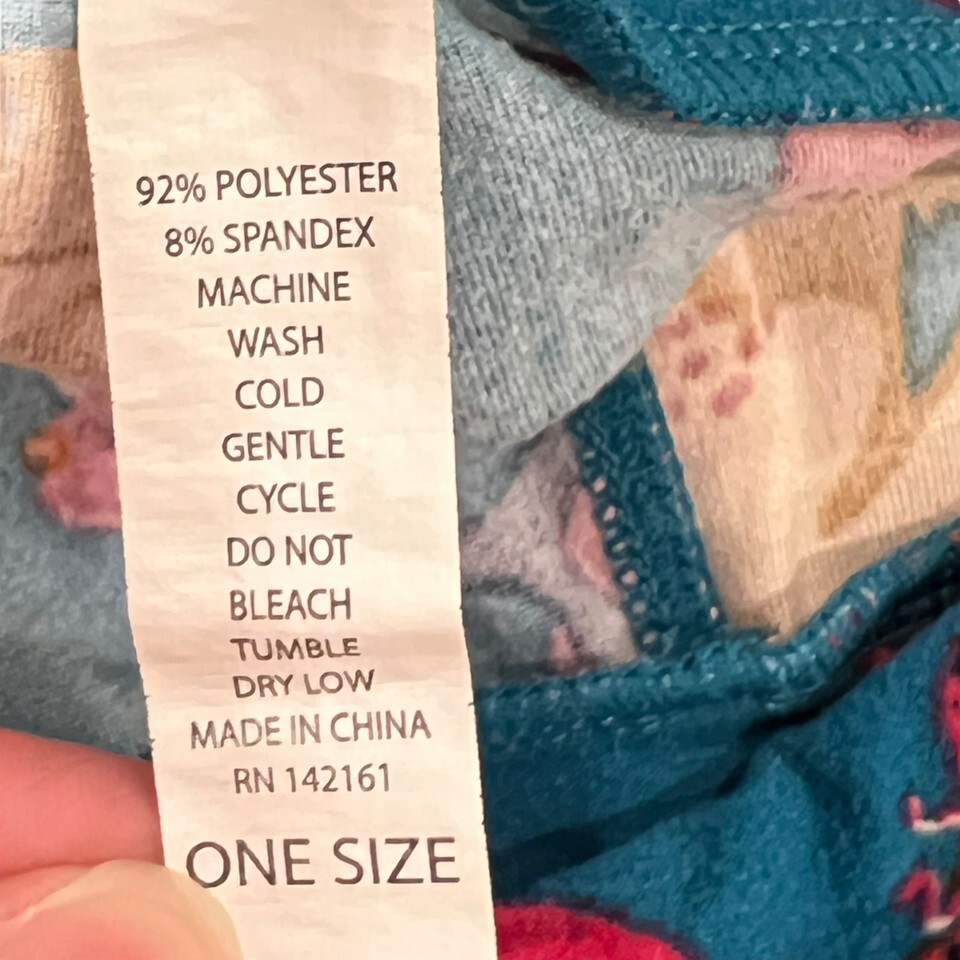 92% POLYESTER
8% SPANDEX
MACHINE
WASH
COLD
GENTLE
CYCLE
DO NOT
BLEACH
TUMBLE
DRY LOW
MADE IN CHINA
RN 142161
ONE SIZE